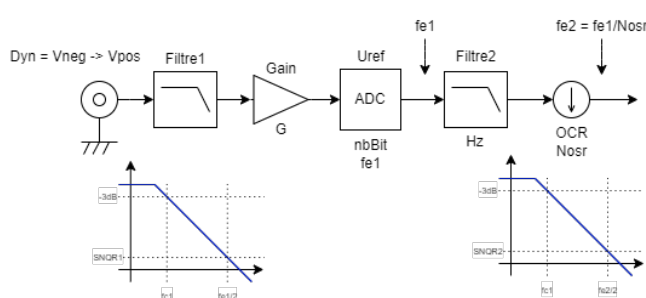 fe1
fe2 = fe1/Nosr
Dyn = Vneg -> Vpos
Filtre1
Gain
Uref
Filtre2
ADC
G
nbBit
fe1
Hz
OCR
Nosr
-3dB
SNQR1
fc1
fe1/2
-3dB
SNQR2
fc1
fe2/2